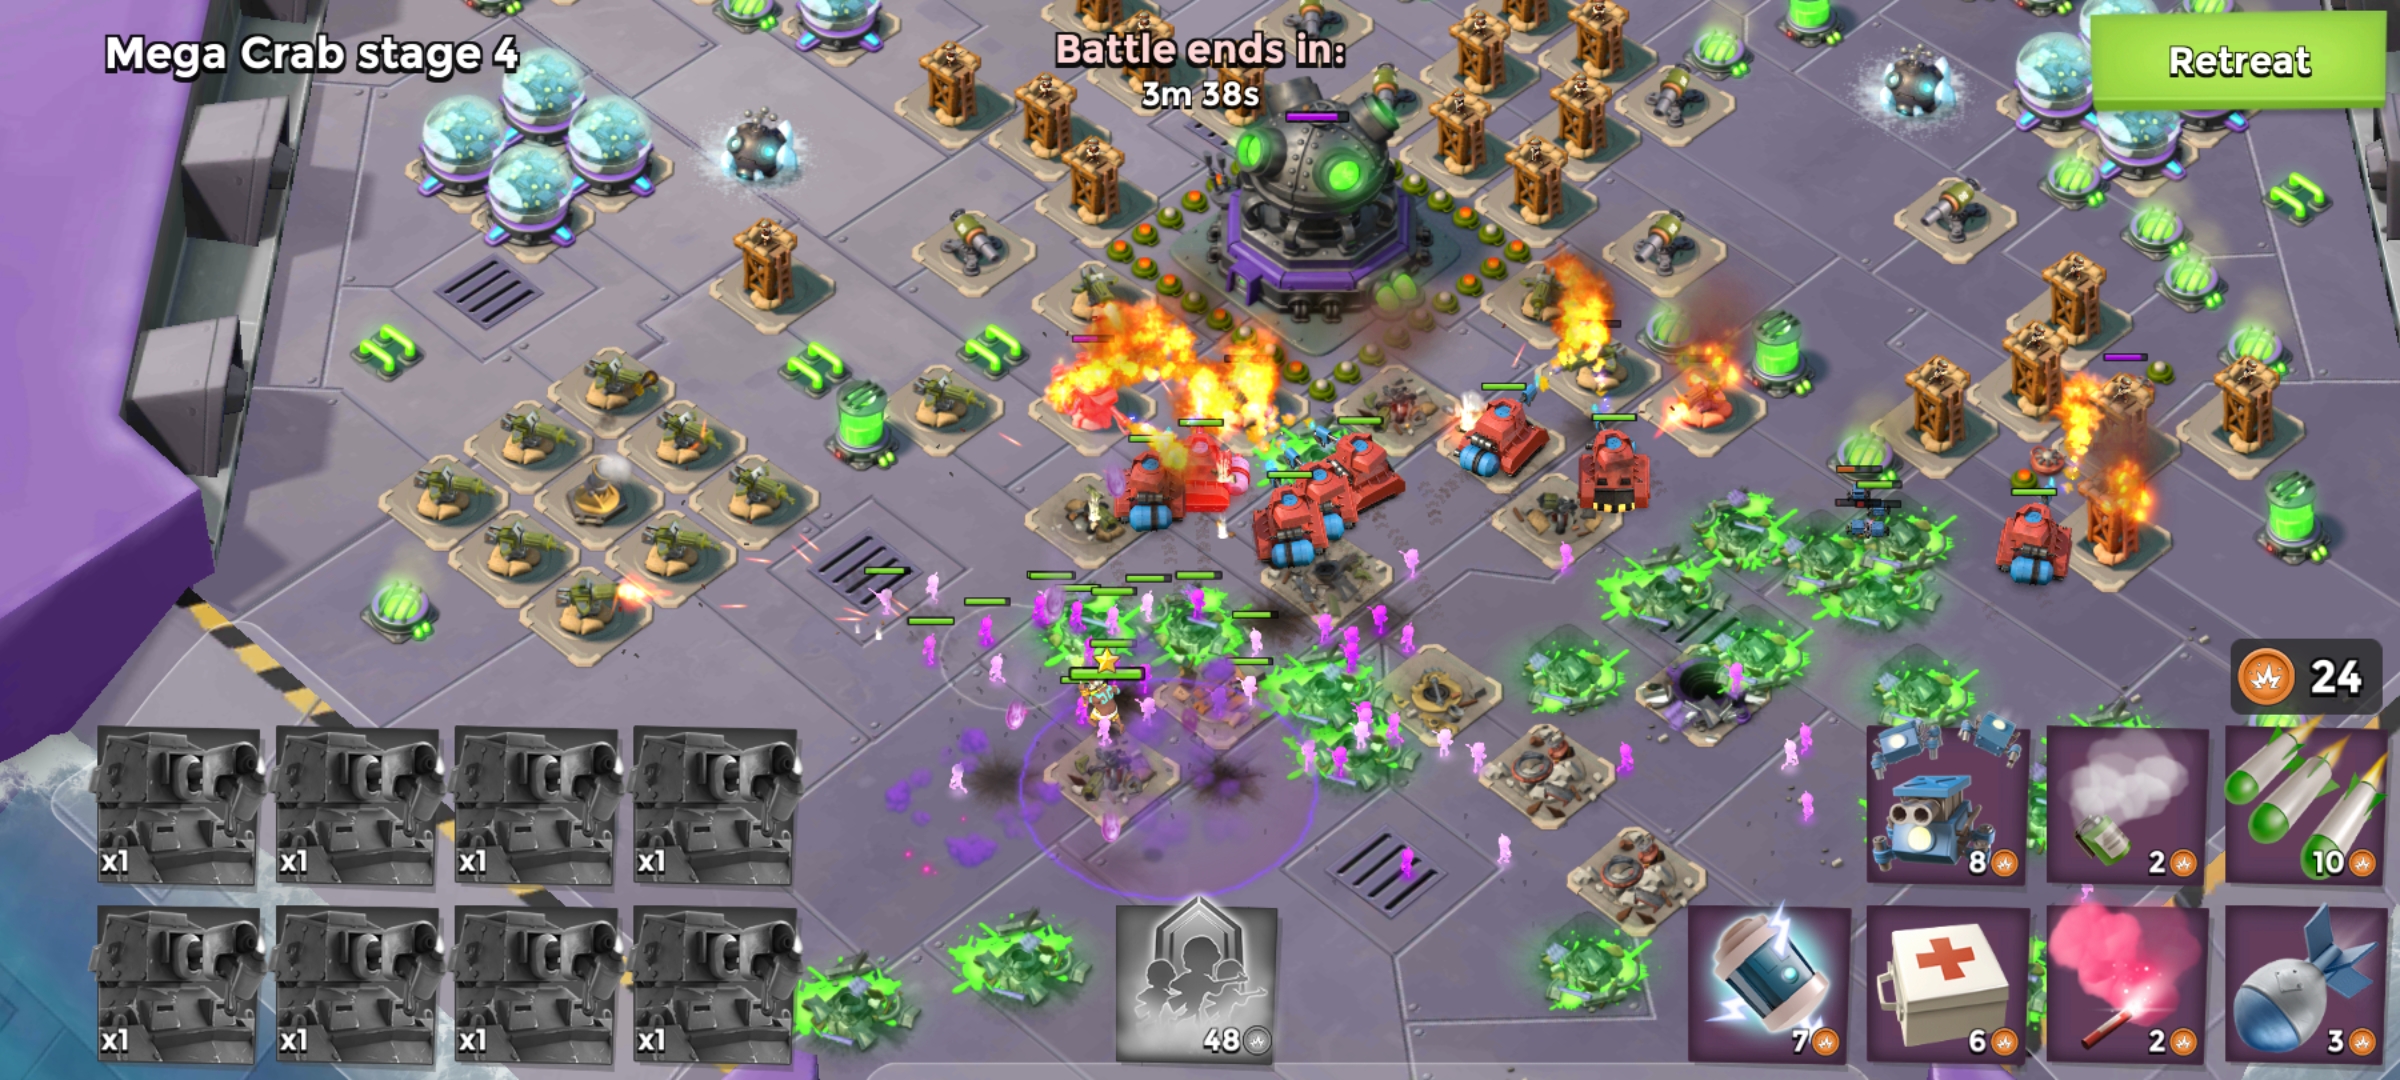 Mega Crab stage 4
Battle ends in:
3m 38s
Retreat
24
x1
x1
x1
x1
8
2
10
x1
x1
x1
x1
48
7
6
2
3